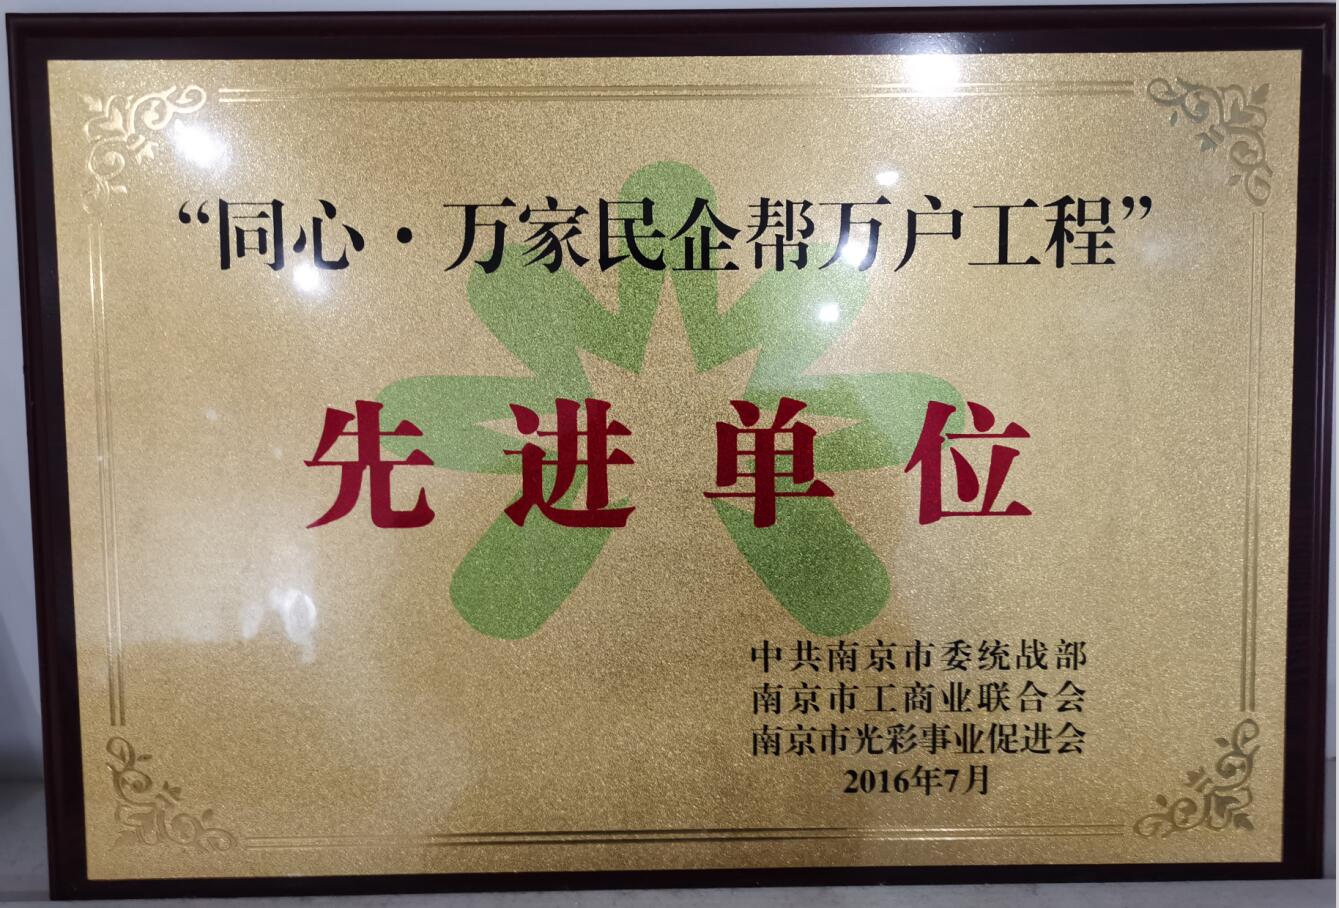 “同心·万家民企帮万户工程”
先进单位
中共南京市委统战部
南京市工商业联合会
南京市光彩事业促进会
2016年7月